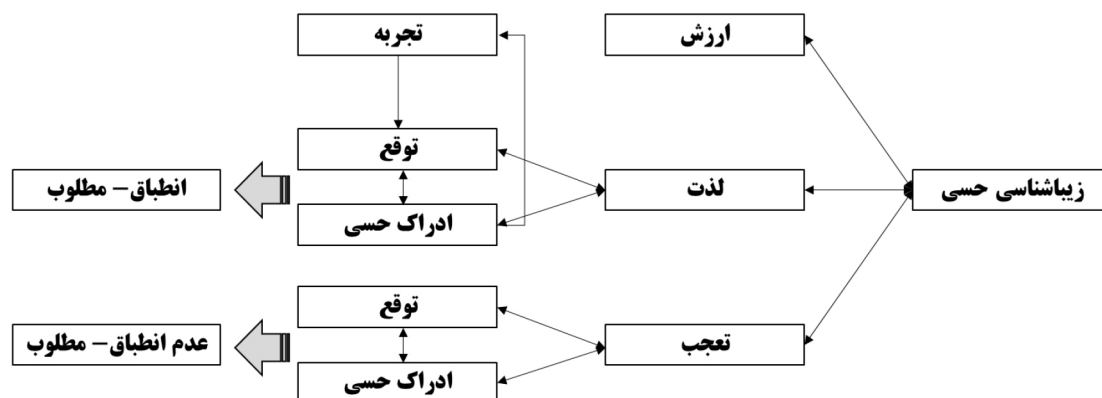 تجربه
ارزش
توقع
انطباق- مطلوب
لذت
زیباشناسی حسی
ادراک حسی
توقع
عدم انطباق- مطلوب
تعجب
ادراک حسی